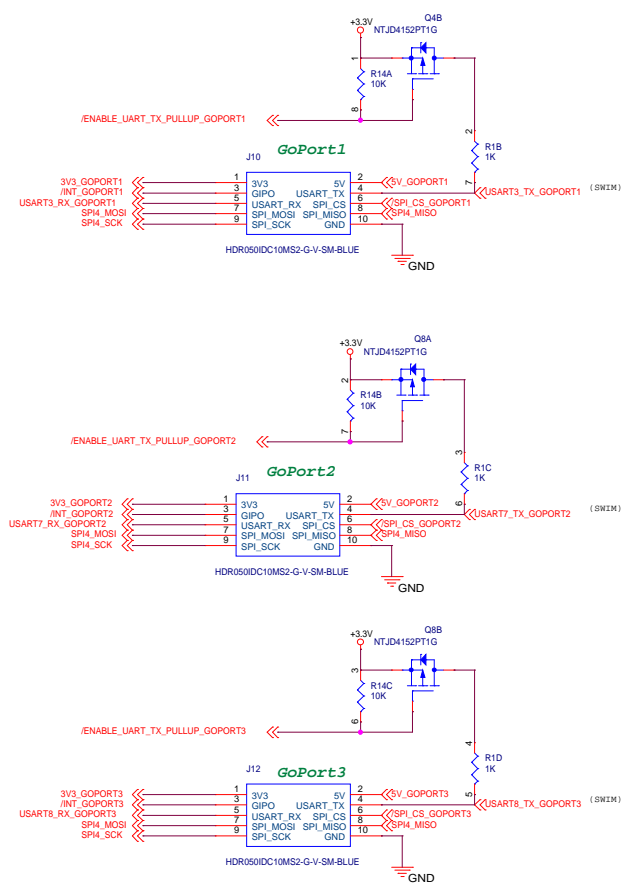 Q4B
+3.3V
NTJD4152PT1G
1
R14A
10K
8
/ENABLE_UART_TX_PULLUP_GOPORT1
2
R1B
1K
7
GoPort1
J10
3V3_GOPORT1 1 3V3 5V 2 5V_GOPORT1
/INT_GOPORT1 3 GIPO USART_TX 4 USART3_TX_GOPORT1 (SWIM)
USART3_RX_GOPORT1 5 USART_RX SPI_CS 6 SPI_CS_GOPORT1
SPI4_MOSI 7 SPI_MOSI SPI_MISO 8 SPI4_MISO
SPI4_SCK 9 SPI_SCK GND 10
HDR050IDC10MS2-G-V-SM-BLUE
GND
Q8A
+3.3V
NTJD4152PT1G
2
R14B
10K
7
/ENABLE_UART_TX_PULLUP_GOPORT2
3
R1C
1K
6
GoPort2
J11
3V3_GOPORT2 1 3V3 5V 2 5V_GOPORT2
/INT_GOPORT2 3 GIPO USART_TX 4 USART7_TX_GOPORT2 (SWIM)
USART7_RX_GOPORT2 5 USART_RX SPI_CS 6 SPI_CS_GOPORT2
SPI4_MOSI 7 SPI_MOSI SPI_MISO 8 SPI4_MISO
SPI4_SCK 9 SPI_SCK GND 10
HDR050IDC10MS2-G-V-SM-BLUE
GND
Q8B
+3.3V
NTJD4152PT1G
3
R14C
10K
6
/ENABLE_UART_TX_PULLUP_GOPORT3
4
R1D
1K
5
GoPort3
J12
3V3_GOPORT3 1 3V3 5V 2 5V_GOPORT3
/INT_GOPORT3 3 GIPO USART_TX 4 USART8_TX_GOPORT3 (SWIM)
USART8_RX_GOPORT3 5 USART_RX SPI_CS 6 SPI_CS_GOPORT3
SPI4_MOSI 7 SPI_MOSI SPI_MISO 8 SPI4_MISO
SPI4_SCK 9 SPI_SCK GND 10
HDR050IDC10MS2-G-V-SM-BLUE
GND